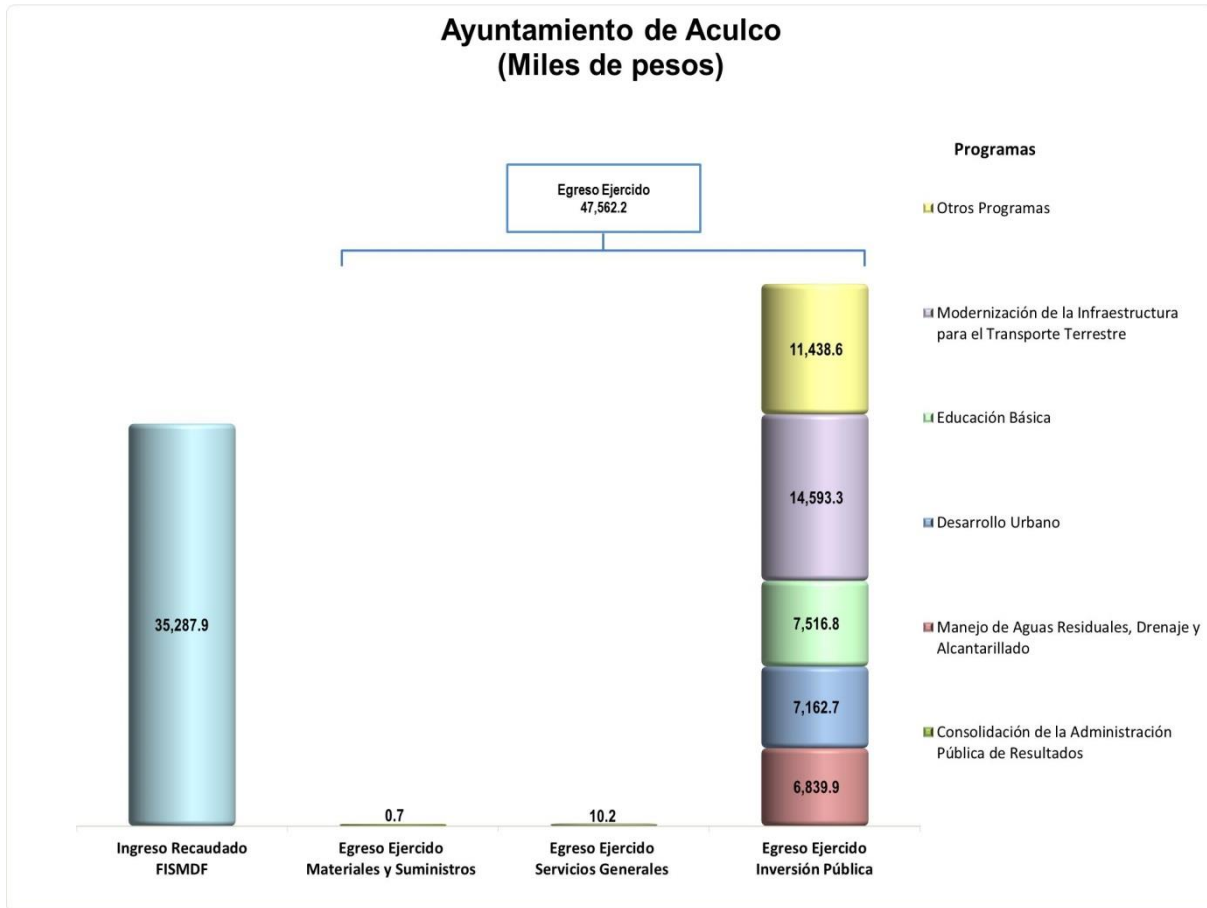 Ayuntamiento de Aculco
(Miles de pesos)
Programas
Egreso Ejercido
47,562.2
Otros Programas
Modernización de la Infraestructura
para el Transporte Terrestre
Educación Básica
Desarrollo Urbano
Manejo de Aguas Residuales, Drenaje y
Alcantarillado
Consolidación de la Administración
Pública de Resultados
35,287.9
0.7
10.2
11,438.6
14,593.3
7,516.8
7,162.7
6,839.9
Ingreso Recaudado
FISMDF
Egreso Ejercido
Materiales y Suministros
Egreso Ejercido
Servicios Generales
Egreso Ejercido
Inversión Pública